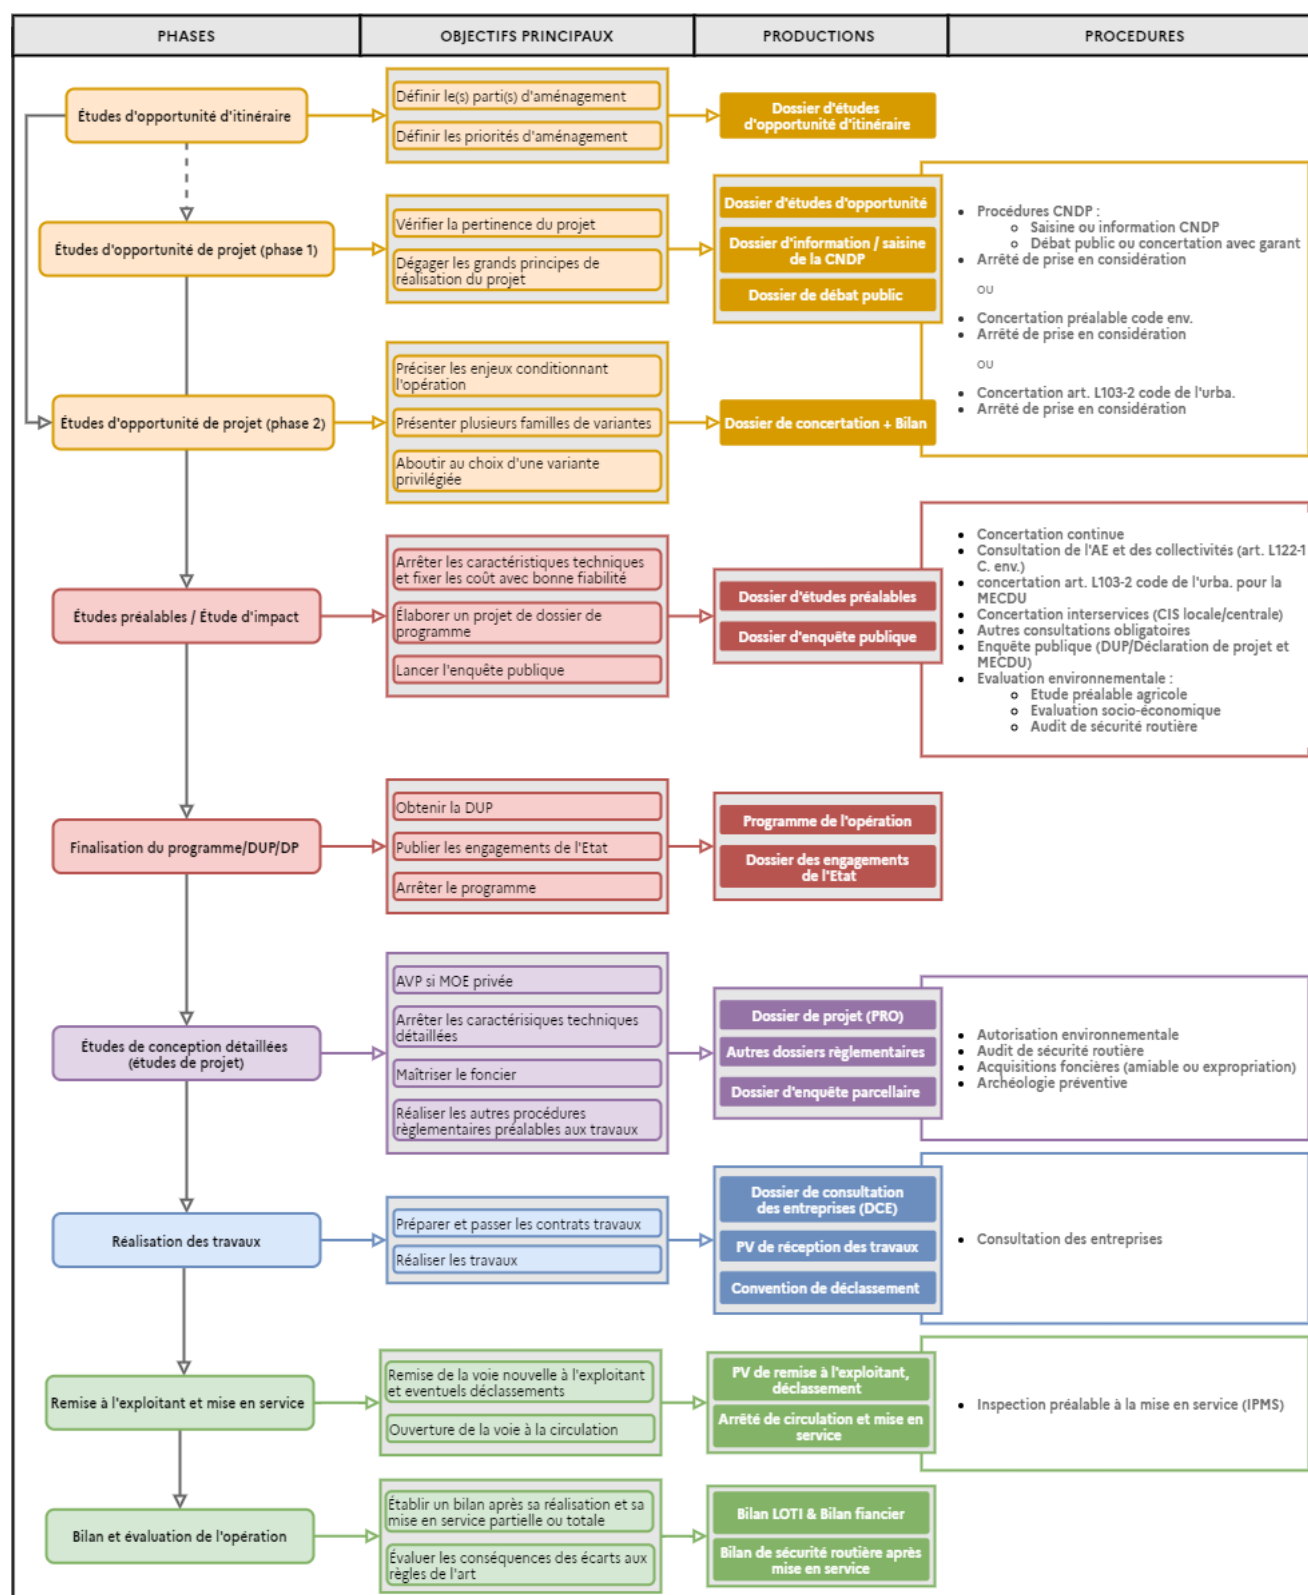 PHASES
OBJECTIFS PRINCIPAUX
PRODUCTIONS
PROCEDURES
Études d'opportunité d'itinéraire
Définir le(s) parti(s) d'aménagement
Définir les priorités d'aménagement
Dossier d'études
d'opportunité d'itinéraire
Études d'opportunité de projet (phase 1)
Vérifier la pertinence du projet
Dégager les grands principes de
réalisation du projet
Dossier d'études d'opportunité
Dossier d'information / saisine
de la CNDP
Dossier de débat public
Procédures CNDP :
Saisine ou information CNDP
Débat public ou concertation avec garant
Arrêté de prise en considération
OU
Concertation préalable code env.
Arrêté de prise en considération
OU
Concertation art. L103-2 code de l'urba.
Arrêté de prise en considération
Études d'opportunité de projet (phase 2)
Préciser les enjeux conditionnant
l'opération
Présenter plusieurs familles de variantes
Aboutir au choix d'une variante
privilégiée
Dossier de concertation + Bilan
Études préalables / Étude d'impact
Arrêter les caractéristiques techniques
et fixer les coût avec bonne fiabilité
Élaborer un projet de dossier de
programme
Lancer l'enquête publique
Dossier d'études préalables
Dossier d'enquête publique
Concertation continue
Consultation de l'AE et des collectivités (art. L122-1
C. env.)
concertation art. L103-2 code de l'urba. pour la
MECDU
Concertation interservices (CIS locale/centrale)
Autres consultations obligatoires
Enquête publique (DUP/Déclaration de projet et
MECDU)
Evaluation environnementale :
Etude préalable agricole
Evaluation socio-économique
Audit de sécurité routière
Finalisation du programme/DUP/DP
Obtenir la DUP
Publier les engagements de l'Etat
Arrêter le programme
Programme de l'opération
Dossier des engagements
de l'Etat
Études de conception détaillées
(études de projet)
AVP si MOE privée
Arrêter les caractérisiques techniques
détaillées
Maîtriser le foncier
Réaliser les autres procédures
règlementaires préalables aux travaux
Dossier de projet (PRO)
Autres dossiers règlementaires
Dossier d'enquête parcellaire
Autorisation environnementale
Audit de sécurité routière
Acquisitions foncières (amiable ou expropriation)
Archéologie préventive
Réalisation des travaux
Préparer et passer les contrats travaux
Réaliser les travaux
Dossier de consultation
des entreprises (DCE)
PV de réception des travaux
Convention de déclassement
Consultation des entreprises
Remise à l'exploitant et mise en service
Remise de la voie nouvelle à l'exploitant
et eventuels déclassements
Ouverture de la voie à la circulation
PV de remise à l'exploitant,
déclassement
Arrêté de circulation et mise en
service
Inspection préalable à la mise en service (IPMS)
Bilan et évaluation de l'opération
Établir un bilan après sa réalisation et sa
mise en service partielle ou totale
Évaluer les conséquences des écarts aux
règles de l'art
Bilan LOTI & Bilan fiancier
Bilan de sécurité routière après
mise en service